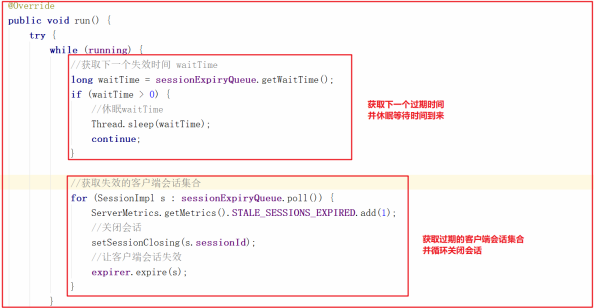 @Override
public void run() {
try {
while (running) {
//获取下一个失效时间 waitTime
long waitTime = sessionExpiryQueue.getWaitTime();
if (waitTime > 0) {
//休眠waitTime
Thread.sleep(waitTime);
continue;
}
获取下一个过期时间
并休眠等待时间到来
//获取失效的客户端会话集合
for (SessionImpl s : sessionExpiryQueue.poll()) {
ServerMetrics.getMetrics().STALE_SESSIONS_EXPIRED.add(1);
//关闭会话
setSessionClosing(s.sessionId);
//让客户端会话失效
expirer.expire(s);
}
获取过期的客户端会话集合
并循环关闭会话
}